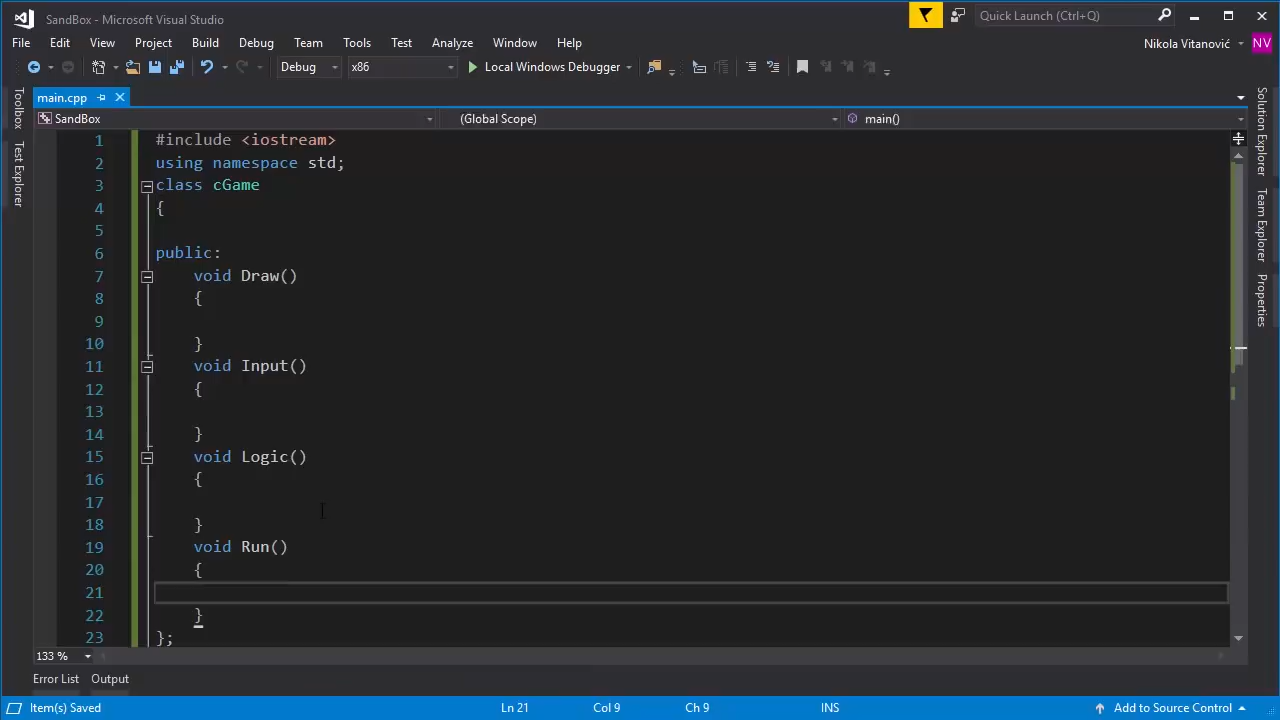 SandBox - Microsoft Visual Studio
Quick Launch (Ctrl+Q)
File Edit View Project Build Debug Team Tools Test Analyze Window Help
Nikola Vitanović NV
Debug x86 Local Windows Debugger
main.cpp
SandBox (Global Scope) main()
Toolbox
Test Explorer
1 #include <iostream>
2 using namespace std;
3 class cGame
4 {
5
6 public:
7 void Draw()
8 {
9
10 }
11 void Input()
12 {
13
14 }
15 void Logic()
16 {
17
18 }
19 void Run()
20 {
21
22 }
23 };
Solution Explorer
Team Explorer
Properties
133 %
Error List Output
Item(s) Saved Ln 21 Col 9 Ch 9 INS Add to Source Control